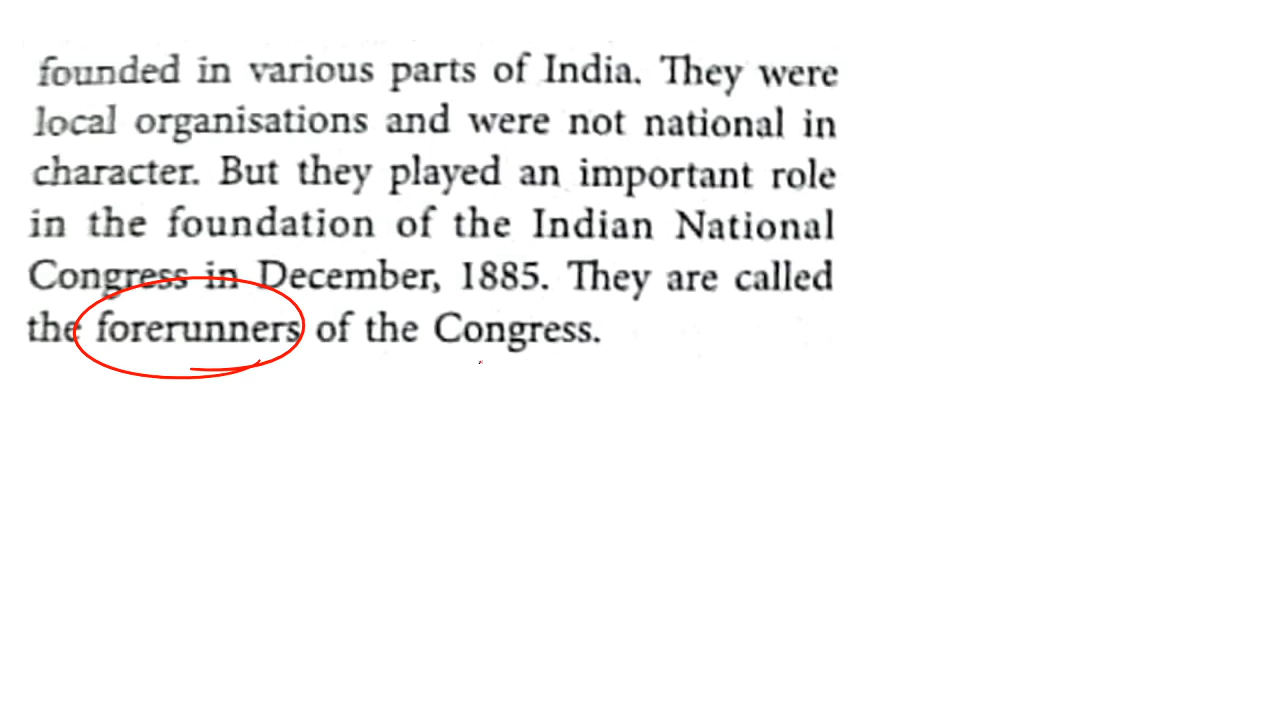 founded in various parts of India. They were
local organisations and were not national in
character. But they played an important role
in the foundation of the Indian National
Congress in December, 1885. They are called
the forerunners of the Congress.